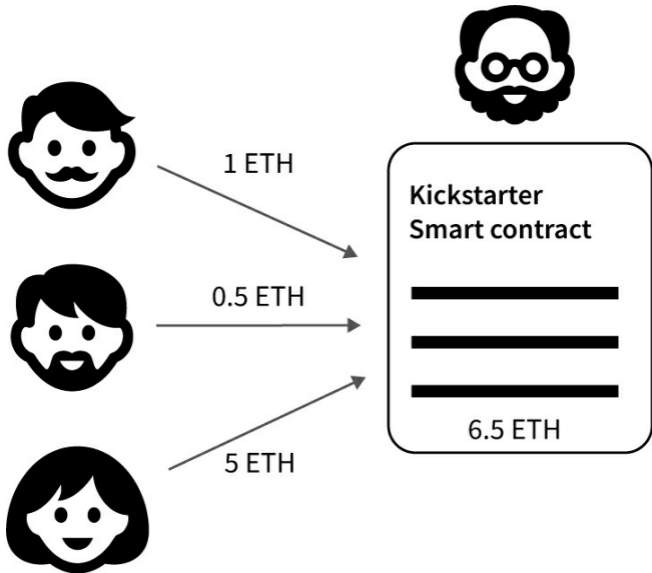 1 ETH
0.5 ETH
5 ETH
Kickstarter
Smart contract
6.5 ETH